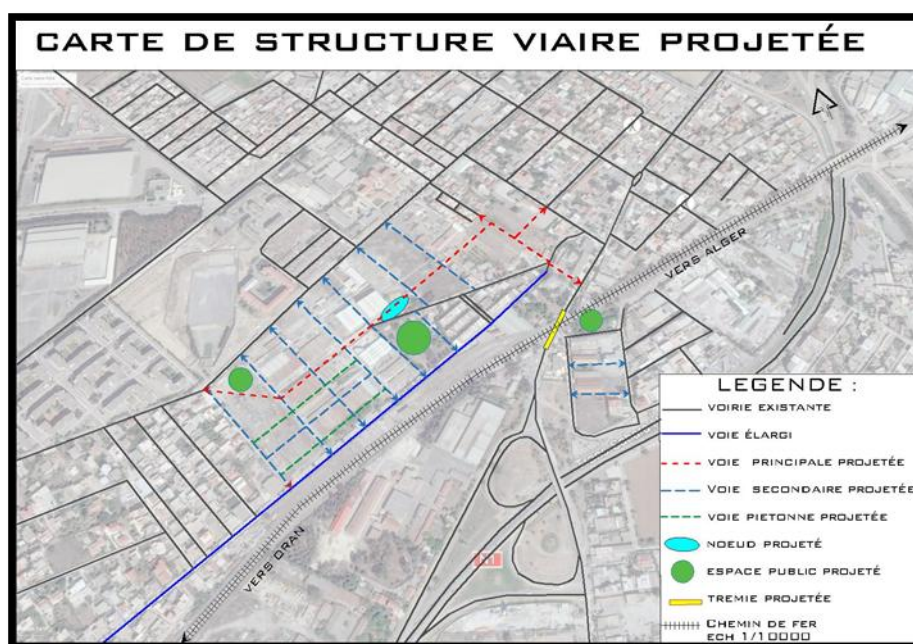 CARTE DE STRUCTURE VIAIRE PROJETÉE
VERS ALGER
VERS ORAN
LEGENDE :
VOIRIE EXISTANTE
VOIE ÉLARGI
VOIE PRINCIPALE PROJETÉE
VOIE SECONDAIRE PROJETÉE
VOIE PIETONNE PROJETÉE
NOEUD PROJETÉ
ESPACE PUBLIC PROJETÉ
TREMIE PROJETÉE
CHEMIN DE FER
ECH 1/10000